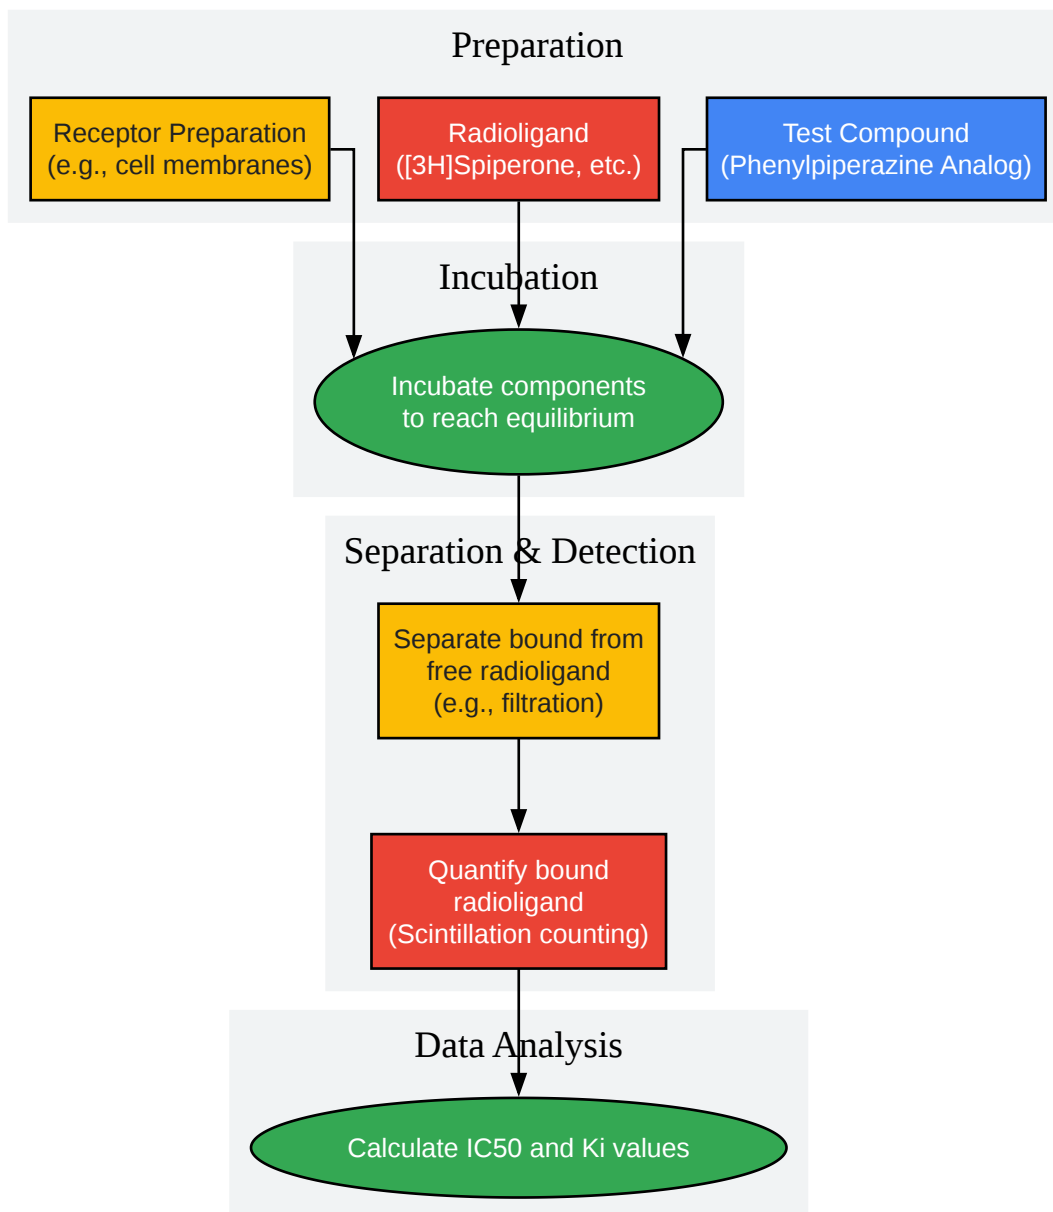 Preparation
Receptor Preparation
(e.g., cell membranes)
Radioligand
([3H]Spiperone, etc.)
Test Compound
(Phenylpiperazine Analog)
Incubation
Incubate components
to reach equilibrium
Separation & Detection
Separate bound from
free radioligand
(e.g., filtration)
Quantify bound
radioligand
(Scintillation counting)
Data Analysis
Calculate IC50 and Ki values